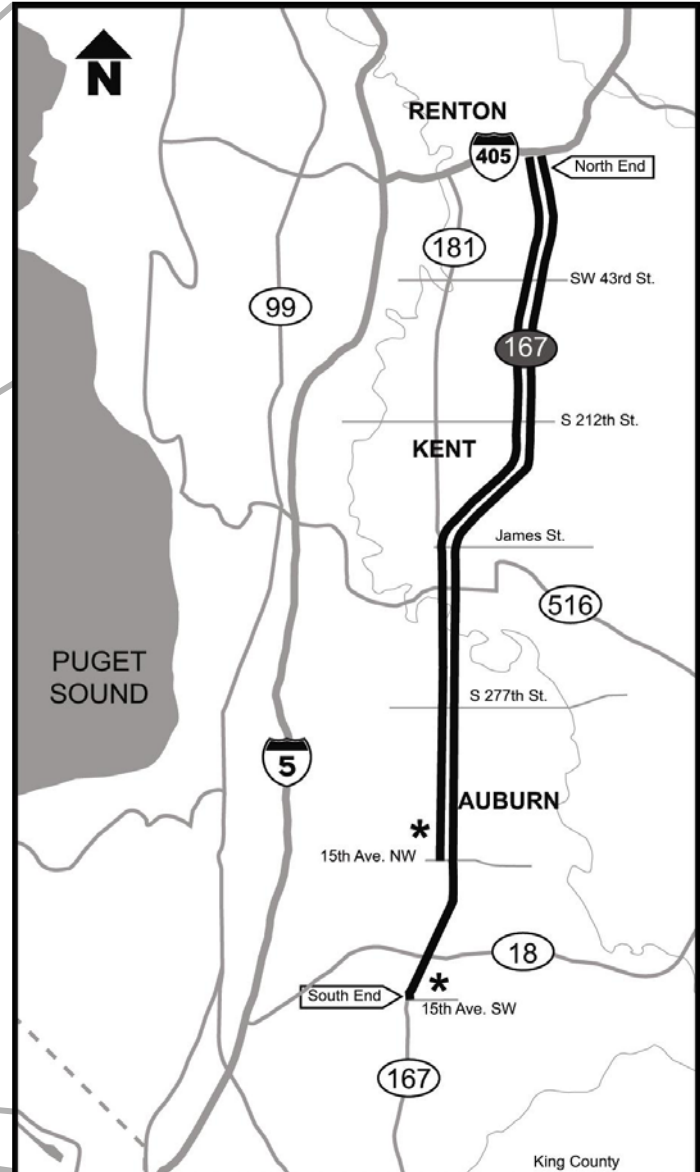 N
RENTON
405
North End
181
SW 43rd St.
99
167
S 212th St.
KENT
James St.
516
PUGET
SOUND
S 277th St.
5
AUBURN
*
15th Ave. NW
18
South End
*
15th Ave. SW
167
King County